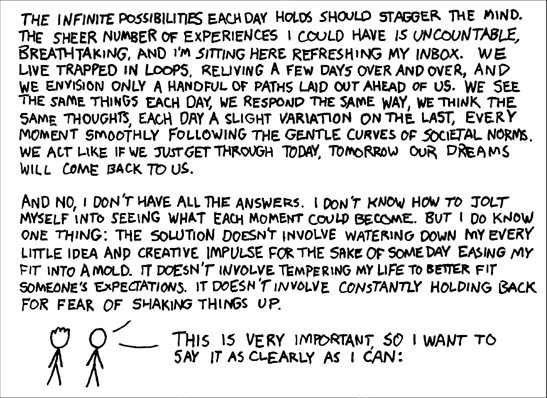 THE INFINITE POSSIBILITIES EACH DAY HOLDS SHOULD STAGGER THE MIND.
THE SHEER NUMBER OF EXPERIENCES I COULD HAVE IS UNCOUNTABLE,
BREATHTAKING, AND I'M SITTING HERE REFRESHING MY INBOX. WE
LIVE TRAPPED IN LOOPS, RELIVING A FEW DAYS OVER AND OVER, AND
WE ENVISION ONLY A HANDFUL OF PATHS LAID OUT AHEAD OF US. WE SEE
THE SAME THINGS EACH DAY, WE RESPOND THE SAME WAY, WE THINK THE
SAME THOUGHTS, EACH DAY A SLIGHT VARIATION ON THE LAST, EVERY
MOMENT SMOOTHLY FOLLOWING THE GENTLE CURVES OF SOCIETAL NORMS.
WE ACT LIKE IF WE JUST GET THROUGH TODAY, TOMORROW OUR DREAMS
WILL COME BACK TO US.
AND NO, I DON'T HAVE ALL THE ANSWERS. I DON'T KNOW HOW TO JOLT
MYSELF INTO SEEING WHAT EACH MOMENT COULD BECOME. BUT I DO KNOW
ONE THING: THE SOLUTION DOESN'T INVOLVE WATERING DOWN MY EVERY
LITTLE IDEA AND CREATIVE IMPULSE FOR THE SAKE OF SOME DAY EASING MY
FIT INTO A MOLD. IT DOESN'T INVOLVE TEMPERING MY LIFE TO BETTER FIT
SOMEONE'S EXPECTATIONS. IT DOESN'T INVOLVE CONSTANTLY HOLDING BACK
FOR FEAR OF SHAKING THINGS UP.
THIS IS VERY IMPORTANT, SO I WANT TO
SAY IT AS CLEARLY AS I CAN: